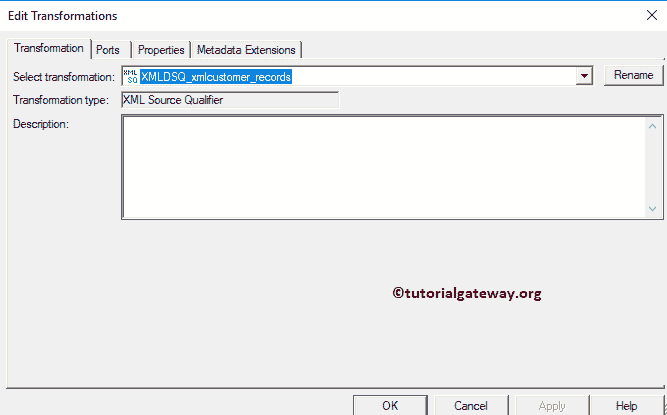 Edit Transformations
Transformation Ports Properties Metadata Extensions
Select transformation: XML SQ XMLDSQ_xmlcustomer_records Rename
Transformation type: XML Source Qualifier
Description:
©tutorialgateway.org
OK Cancel Apply Help